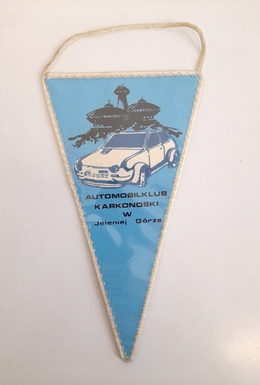 AUTOMOBILKLUB
KARKONOSKI
W
Jeleniej Górze